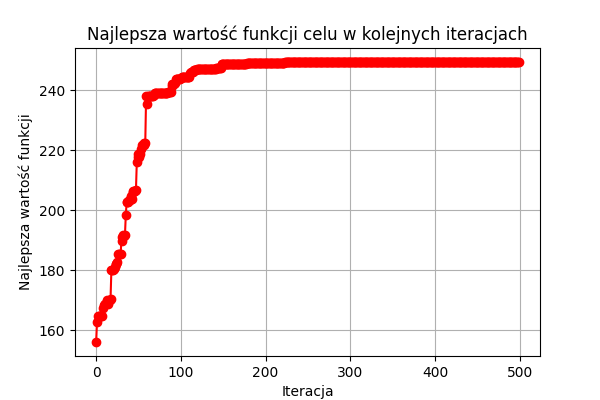 Najlepsza wartość funkcji celu w kolejnych iteracjach
Najlepsza wartość funkcji
240
220
200
180
160
0 100 200 300 400 500
Iteracja